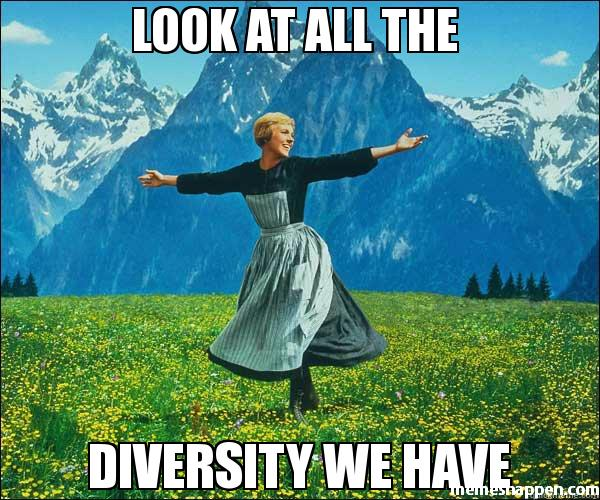 LOOK AT ALL THE
DIVERSITY WE HAVE
memeshappen.com